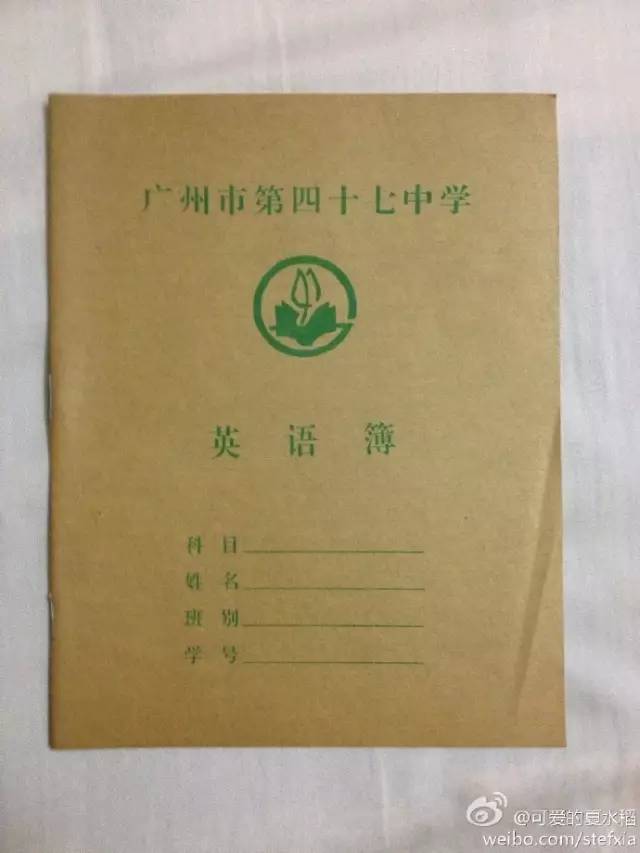 广州市第四十七中学
英语簿
科目
姓名
班别
学号
@可爱的夏水稻
weibo.com/stefxia